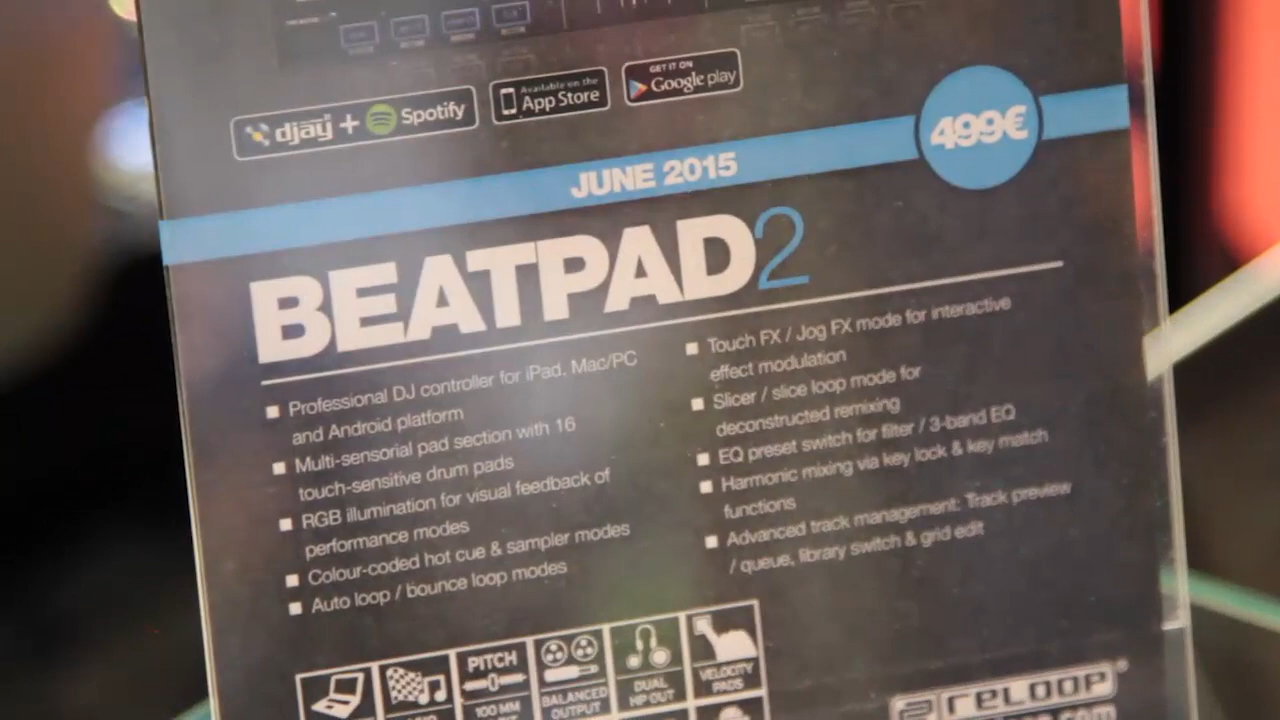 djay + Spotify
Available on the
App Store
GET IT ON
Google play
JUNE 2015
499€
BEATPAD2
Professional DJ controller for iPad, Mac/PC
and Android platform
Multi-sensorial pad section with 16
touch-sensitive drum pads
RGB illumination for visual feedback of
performance modes
Colour-coded hot cue & sampler modes
Auto loop / bounce loop modes
Touch FX / Jog FX mode for interactive
effect modulation
Slicer / slice loop mode for
deconstructed remixing
EQ preset switch for filter / 3-band EQ
Harmonic mixing via key lock & key match
functions
Advanced track management: Track preview
/ queue, library switch & grid edit
PITCH
100 MM
BALANCED
OUTPUT
DUAL
HP OUT
VELOCITY
PADS
RELOOP